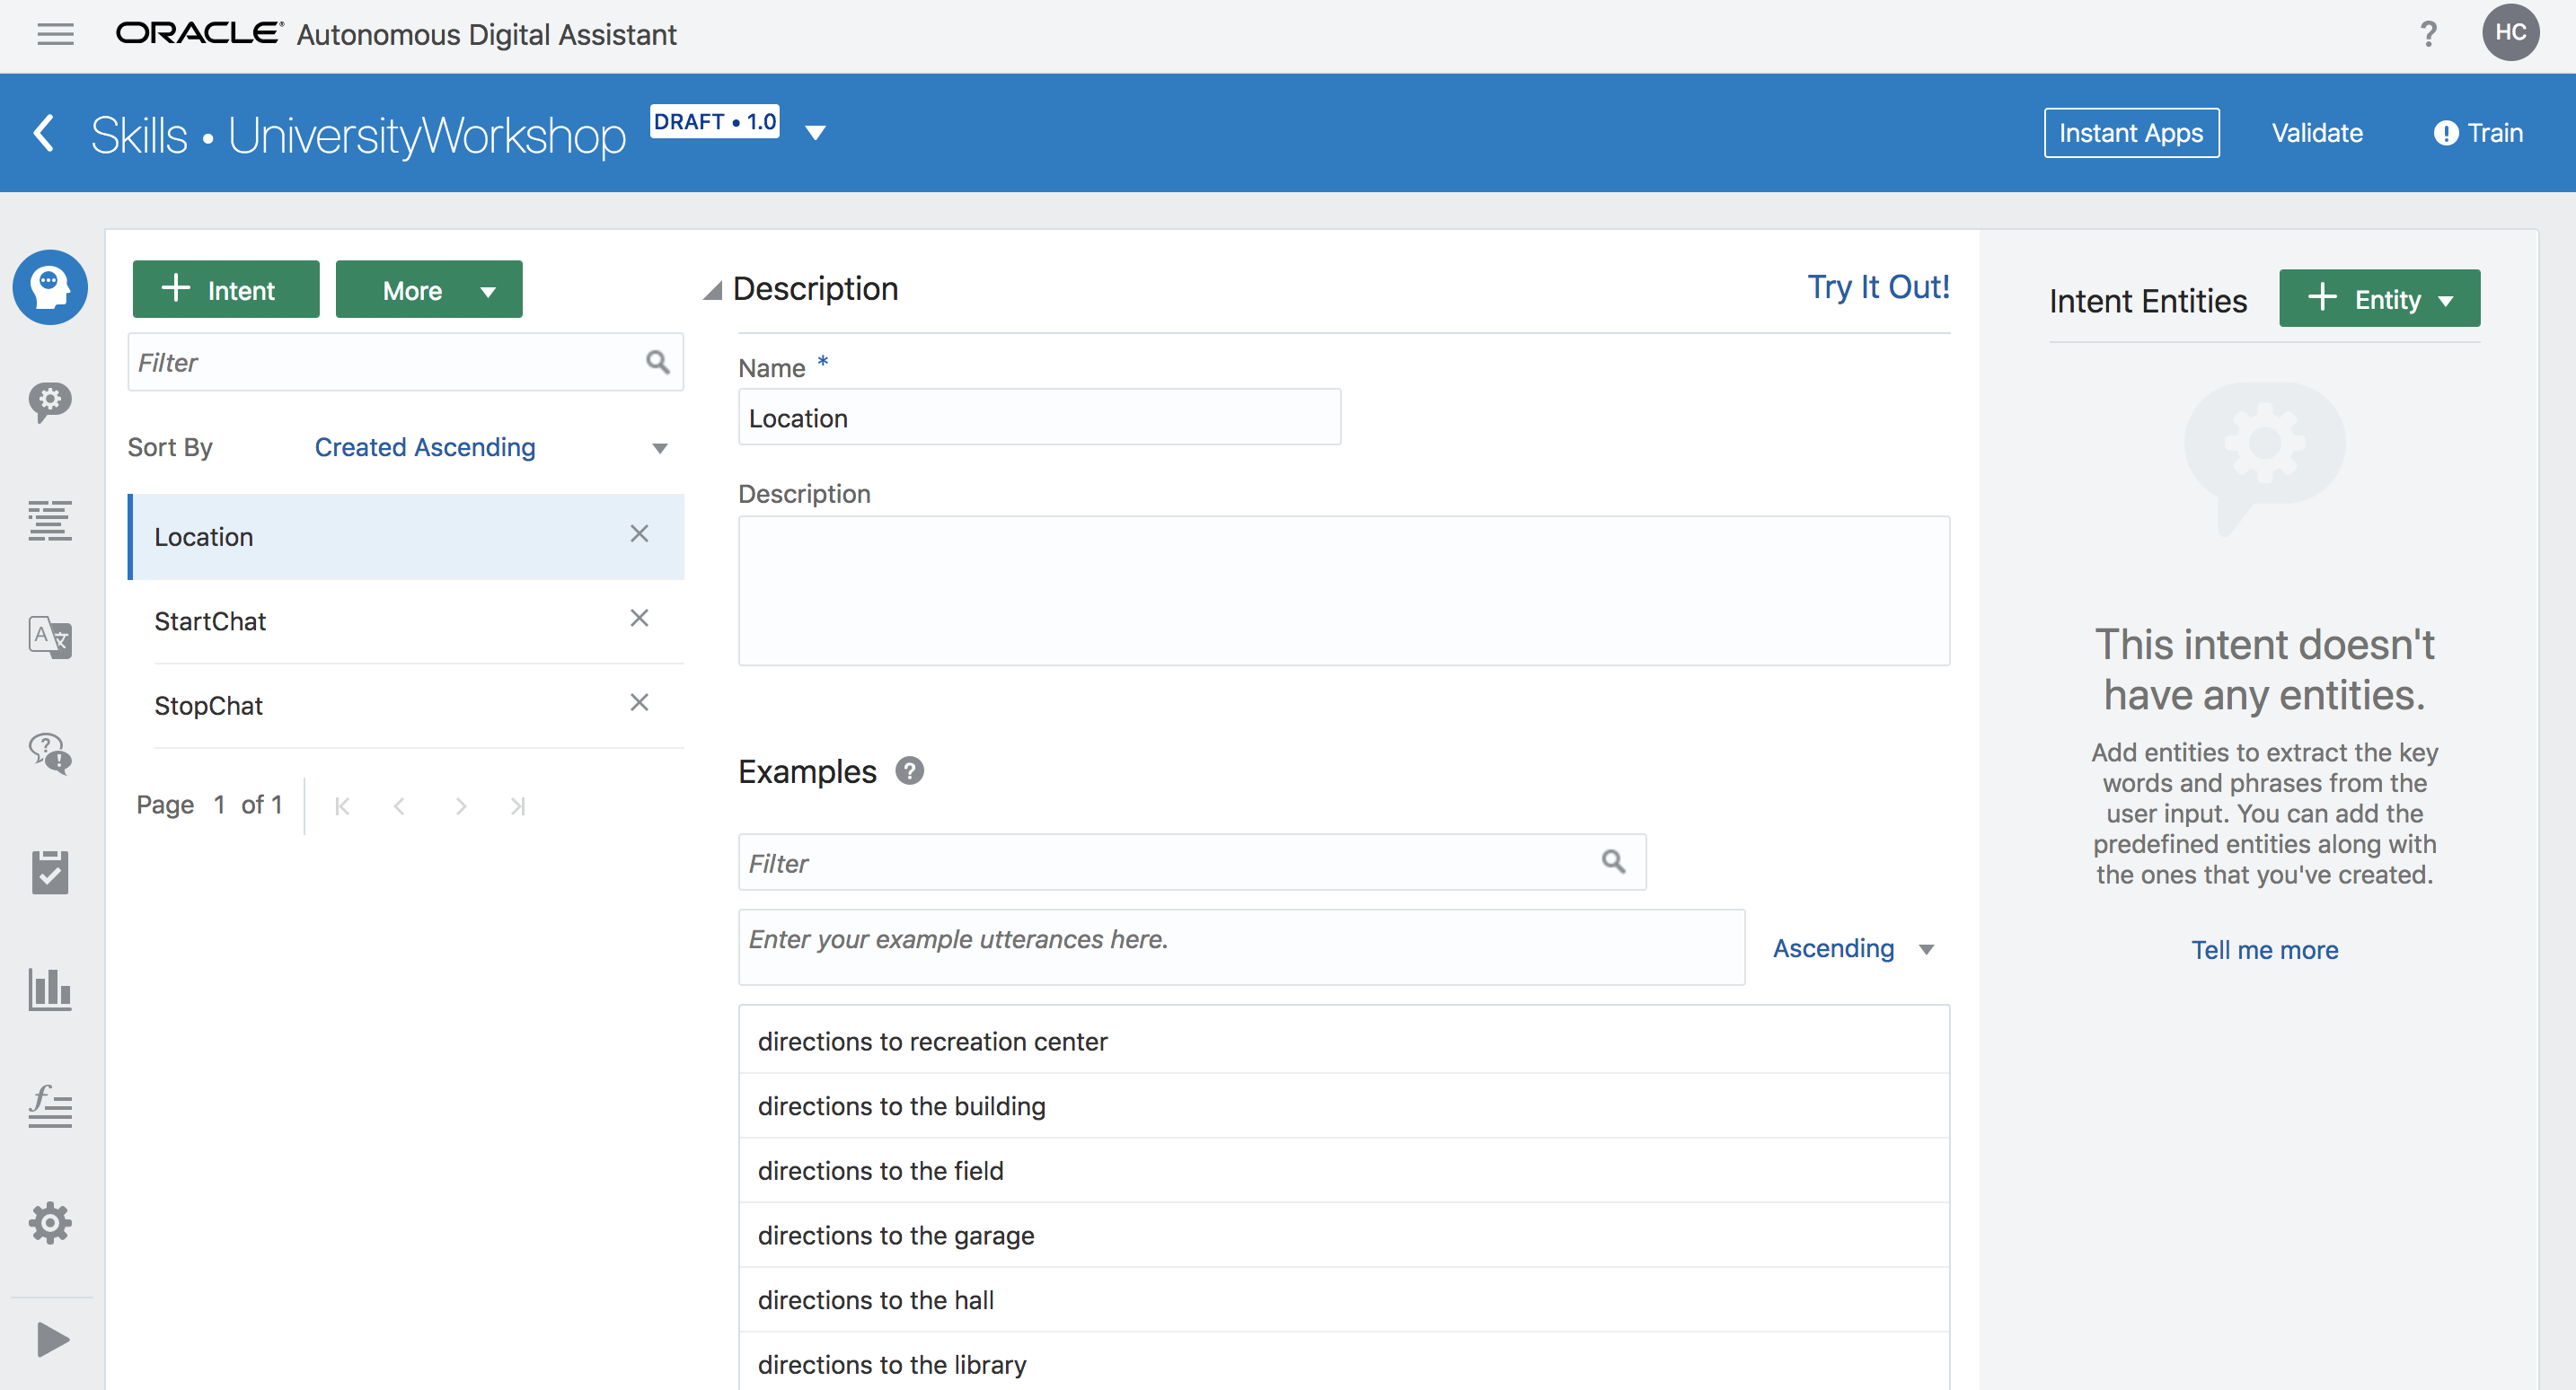 ORACLE Autonomous Digital Assistant
? HC
Skills • UniversityWorkshop DRAFT • 1.0
Instant Apps Validate Train
Intent More
Filter
Sort By Created Ascending
Location
StartChat
StopChat
Page 1 of 1
Description Try It Out!
Name *
Location
Description
Examples ?
Filter
Enter your example utterances here.
Ascending
directions to recreation center
directions to the building
directions to the field
directions to the garage
directions to the hall
directions to the library
Intent Entities Entity
This intent doesn't
have any entities.
Add entities to extract the key
words and phrases from the
user input. You can add the
predefined entities along with
the ones that you've created.
Tell me more